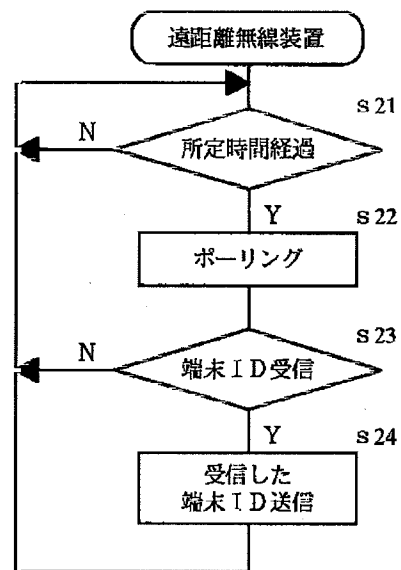 遠距離無線装置
s21
N
所定時間経過
Y
s22
ポーリング
s23
N
端末ID受信
Y
s24
受信した
端末ID送信